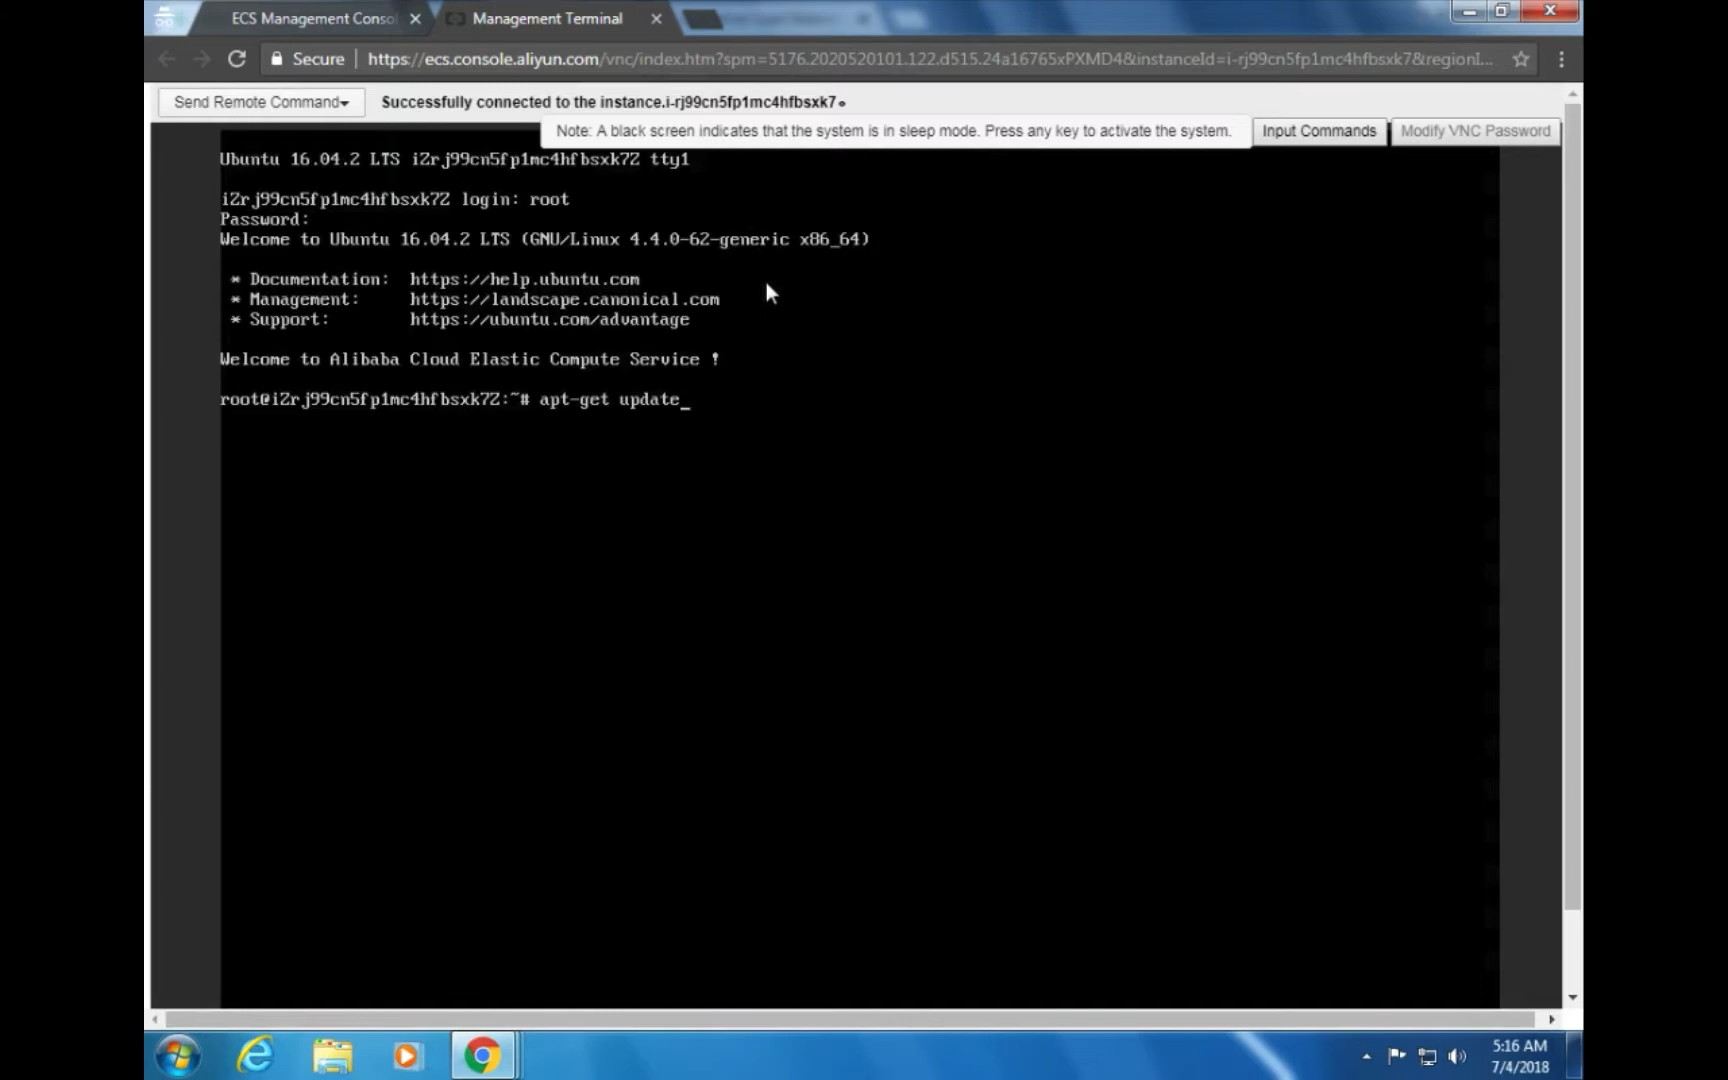 ECS Management Conso
Management Terminal
Secure
https://ecs.console.aliyun.com/vnc/index.htm?spm=5176.2020520101.122.d515.24a16765xPXMD4&instanceId=i-rj99cn5fp1mc4hfbsxk7&regionI...
Send Remote Command
Successfully connected to the instance.i-rj99cn5fp1mc4hfbsxk7。
Note: A black screen indicates that the system is in sleep mode. Press any key to activate the system.
Input Commands
Modify VNC Password
Ubuntu 16.04.2 LTS iZrj99cn5fp1mc4hfbsxk7Z tty1
iZrj99cn5fp1mc4hfbsxk7Z login: root
Password:
Welcome to Ubuntu 16.04.2 LTS (GNU/Linux 4.4.0-62-generic x86_64)
* Documentation: https://help.ubuntu.com
* Management: https://landscape.canonical.com
* Support: https://ubuntu.com/advantage
Welcome to Alibaba Cloud Elastic Compute Service !
root@iZrj99cn5fp1mc4hfbsxk7Z:~# apt-get update_
5:16 AM
7/4/2018